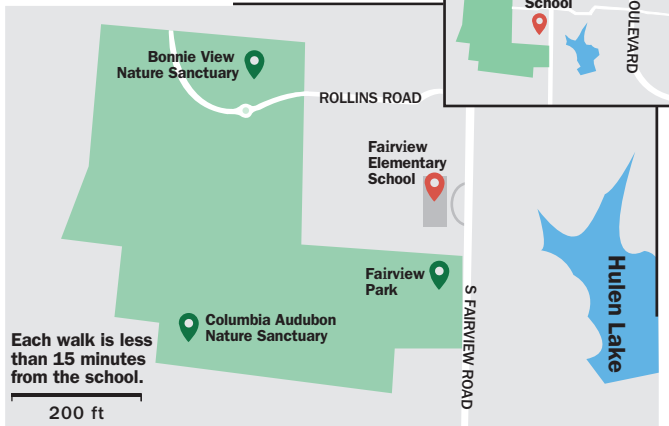 School
OULEVARD
Bonnie View
Nature Sanctuary
ROLLINS ROAD
Fairview
Elementary
School
Fairview
Park
S FAIRVIEW ROAD
Hulen Lake
Columbia Audubon
Nature Sanctuary
Each walk is less
than 15 minutes
from the school.
200 ft